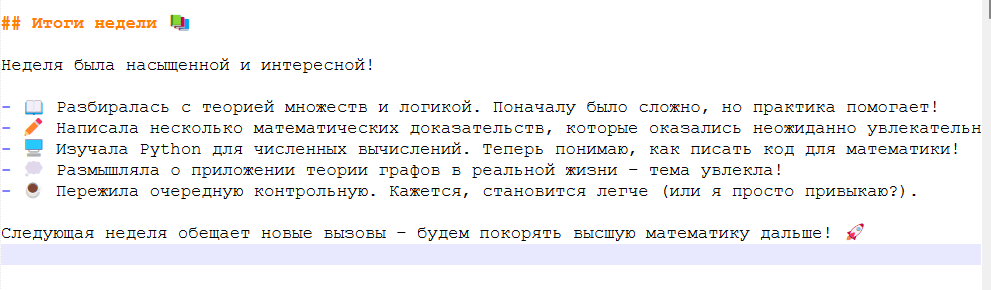 ## Итоги недели 📚
Неделя была насыщенной и интересной!
- 📖 Разбиралась с теорией множеств и логикой. Поначалу было сложно, но практика помогает!
- ✏️ Написала несколько математических доказательств, которые оказались неожиданно увлекательн
- 🖥️ Изучала Python для численных вычислений. Теперь понимаю, как писать код для математики!
- 💭 Размышляла о приложении теории графов в реальной жизни – тема увлекла!
- ☕ Пережила очередную контрольную. Кажется, становится легче (или я просто привыкаю?).
Следующая неделя обещает новые вызовы – будем покорять высшую математику дальше! 🚀